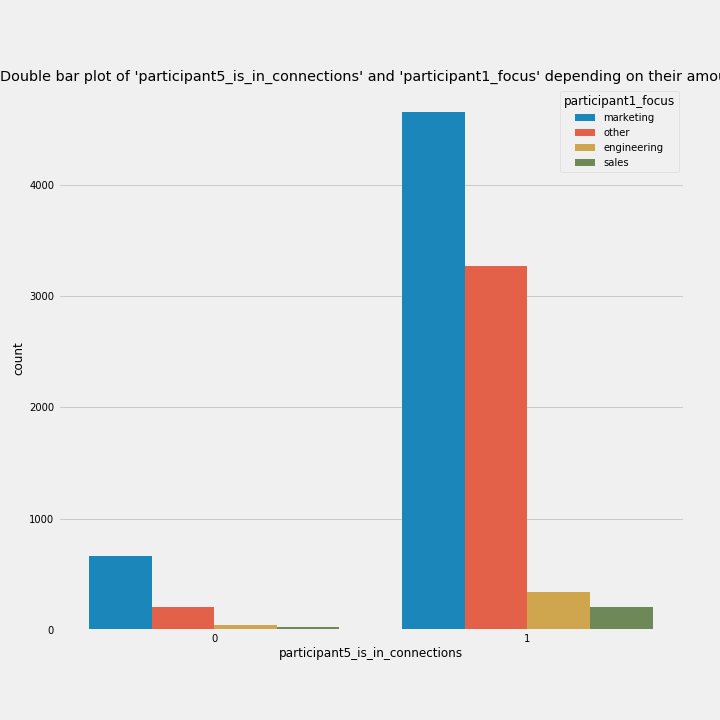 Double bar plot of 'participant5_is_in_connections' and 'participant1_focus' depending on their
participant1_focus
marketing
other
engineering
sales
4000
3000
2000
1000
0
count
0 1
participant5_is_in_connections